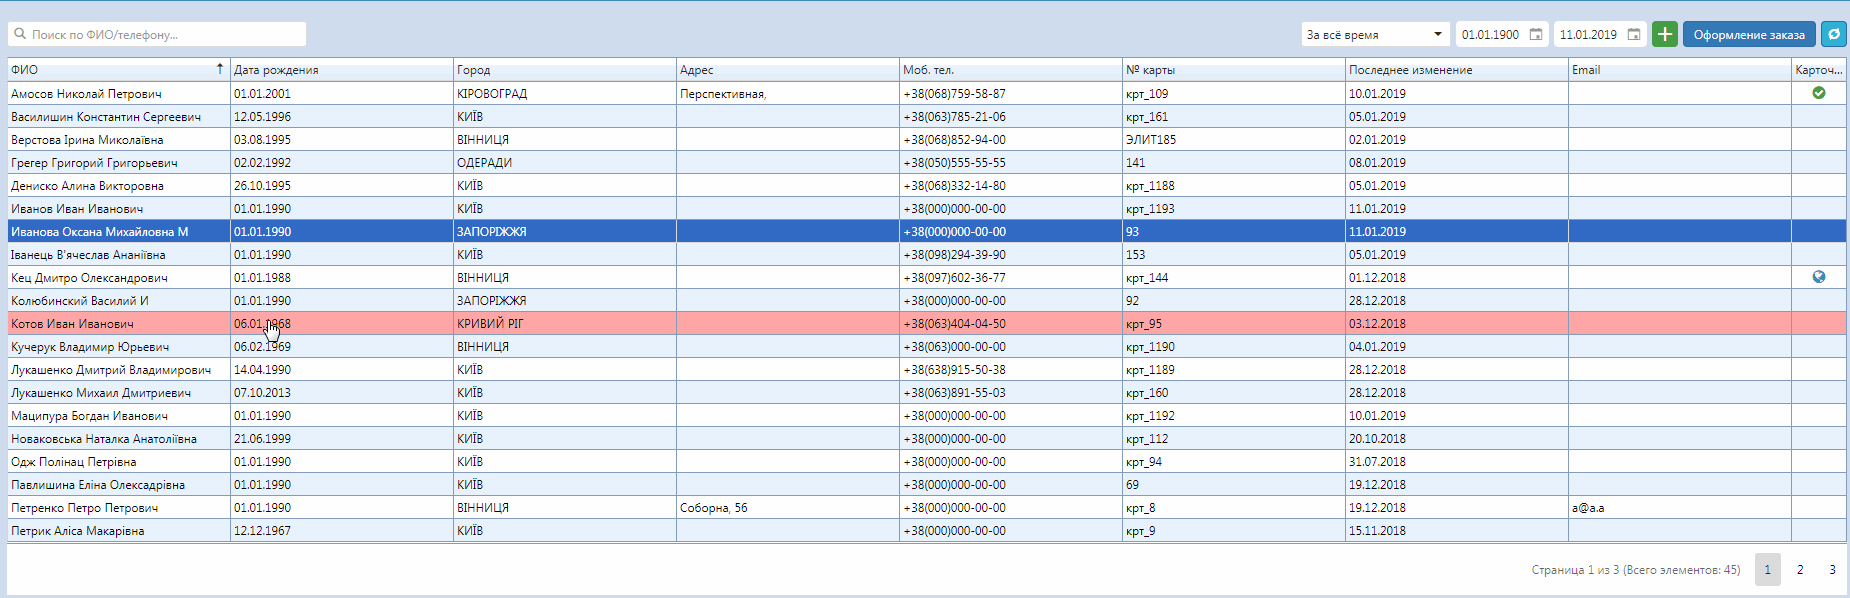 Поиск по ФИО/телефону... За всё время 01.01.1900 11.01.2019 Оформление заказа
ФИО Дата рождения Город Адрес Моб. тел. № карты Последнее изменение Email Карточ...
Амосов Николай Петрович 01.01.2001 КІРОВОГРАД Перспективная, +38(068)759-58-87 крт_109 10.01.2019
Василишин Константин Сергеевич 12.05.1996 КИЇВ +38(063)785-21-06 крт_161 05.01.2019
Верстова Ірина Миколаївна 03.08.1995 ВІННИЦЯ +38(068)852-94-00 ЭЛИТ185 02.01.2019
Грегер Григорий Григорьевич 02.02.1992 ОДЕРАДИ +38(050)555-55-55 141 08.01.2019
Дениско Алина Викторовна 26.10.1995 КИЇВ +38(068)332-14-80 крт_1188 05.01.2019
Иванов Иван Иванович 01.01.1990 КИЇВ +38(000)000-00-00 крт_1193 11.01.2019
Иванова Оксана Михайловна М 01.01.1990 ЗАПОРІЖЖЯ +38(000)000-00-00 93 11.01.2019
Іванець В'ячеслав Ананіївна 01.01.1990 КИЇВ +38(098)294-39-90 153 05.01.2019
Кец Дмитро Олександрович 01.01.1988 ВІННИЦЯ +38(097)602-36-77 крт_144 01.12.2018
Колюбинский Василий И 01.01.1990 ЗАПОРІЖЖЯ +38(000)000-00-00 92 28.12.2018
Котов Иван Иванович 06.01.1968 КРИВИЙ РІГ +38(063)404-04-50 крт_95 03.12.2018
Кучерук Владимир Юрьевич 06.02.1969 ВІННИЦЯ +38(063)000-00-00 крт_1190 04.01.2019
Лукашенко Дмитрий Владимирович 14.04.1990 КИЇВ +38(638)915-50-38 крт_1189 28.12.2018
Лукашенко Михаил Дмитриевич 07.10.2013 КИЇВ +38(063)891-55-03 крт_160 28.12.2018
Маципура Богдан Иванович 01.01.1990 КИЇВ +38(000)000-00-00 крт_1192 10.01.2019
Новаковська Наталка Анатоліївна 21.06.1999 КИЇВ +38(000)000-00-00 крт_112 20.10.2018
Одж Полінац Петрівна 01.01.1990 КИЇВ +38(000)000-00-00 крт_94 31.07.2018
Павлишина Еліна Олексадрівна 01.01.1990 КИЇВ +38(000)000-00-00 69 19.12.2018
Петренко Петро Петрович 01.01.1990 ВІННИЦЯ Соборна, 56 +38(000)000-00-00 крт_8 19.12.2018 a@a.a
Петрик Аліса Макарівна 12.12.1967 КИЇВ +38(000)000-00-00 крт_9 15.11.2018
Страница 1 из 3 (Всего элементов: 45) 1 2 3